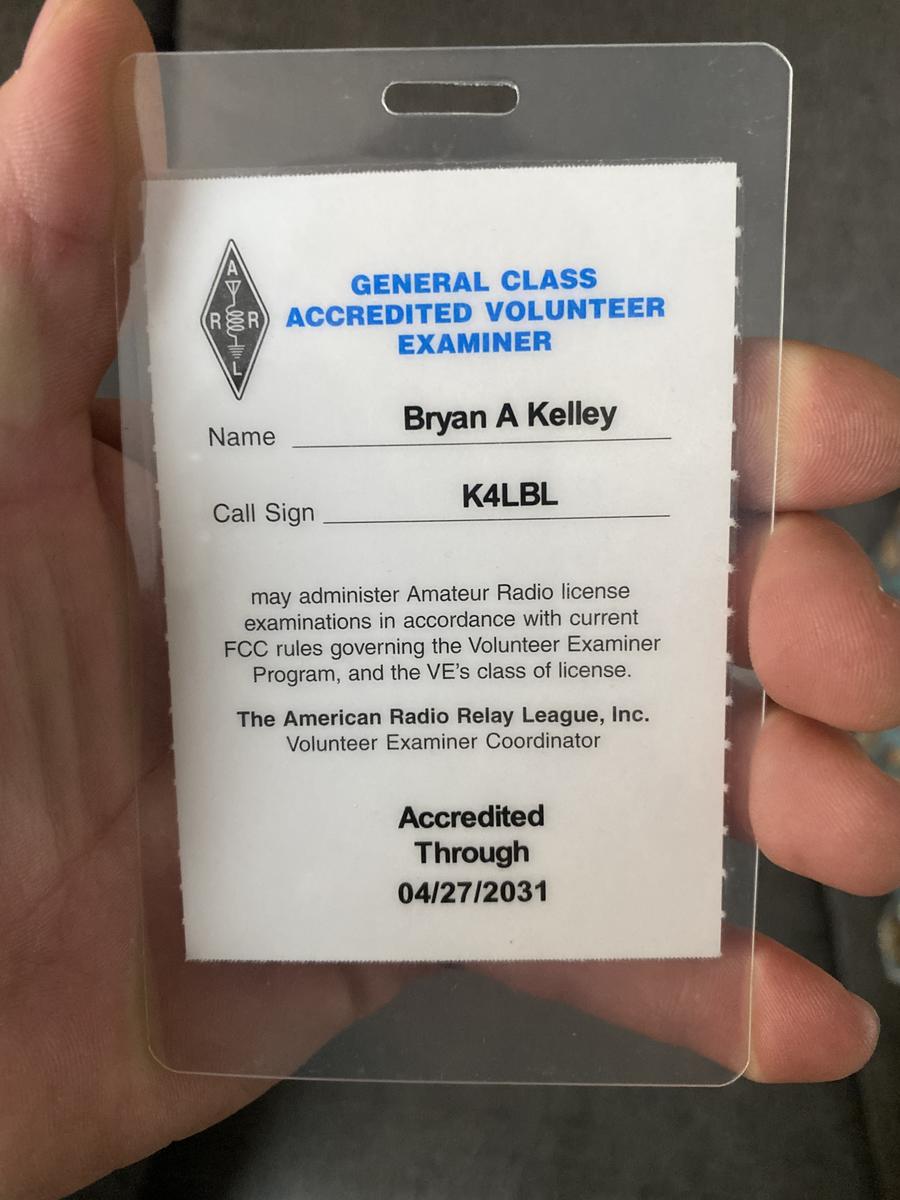 A
R R
L
GENERAL CLASS
ACCREDITED VOLUNTEER
EXAMINER
Name Bryan A Kelley
Call Sign K4LBL
may administer Amateur Radio license
examinations in accordance with current
FCC rules governing the Volunteer Examiner
Program, and the VE's class of license.
The American Radio Relay League, Inc.
Volunteer Examiner Coordinator
Accredited
Through
04/27/2031